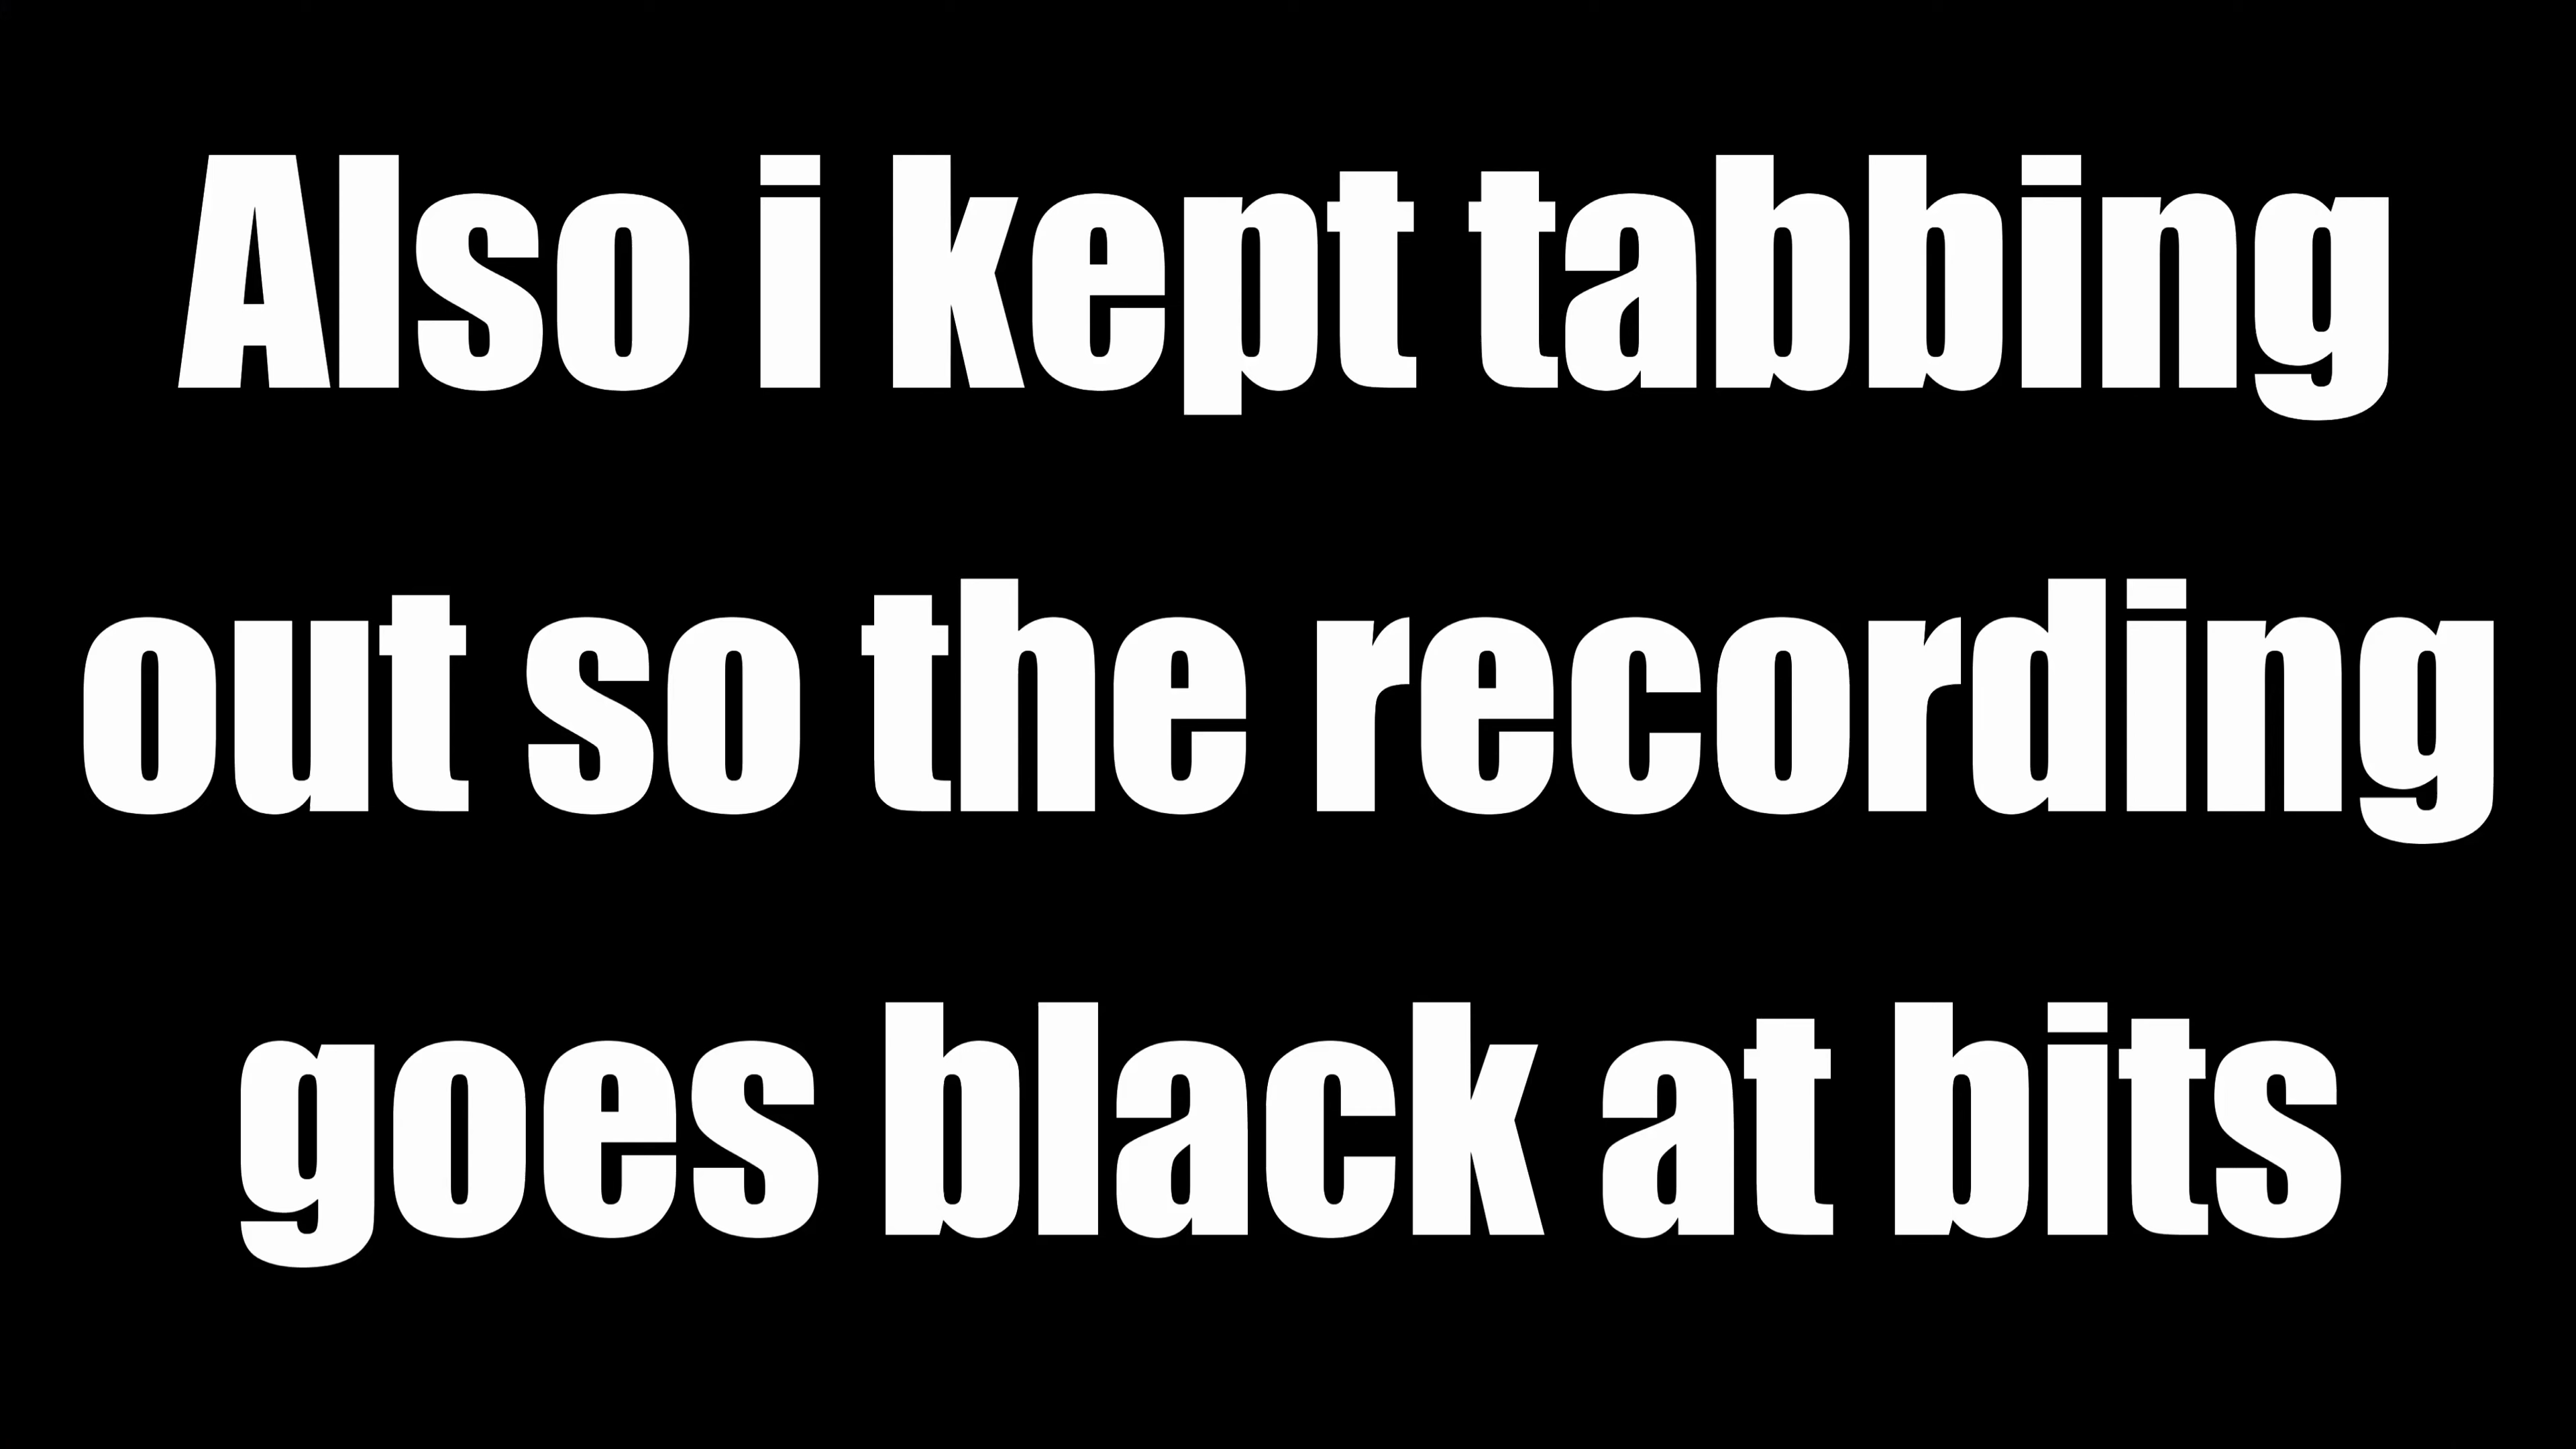 Also i kept tabbing
out so the recording
goes black at bits